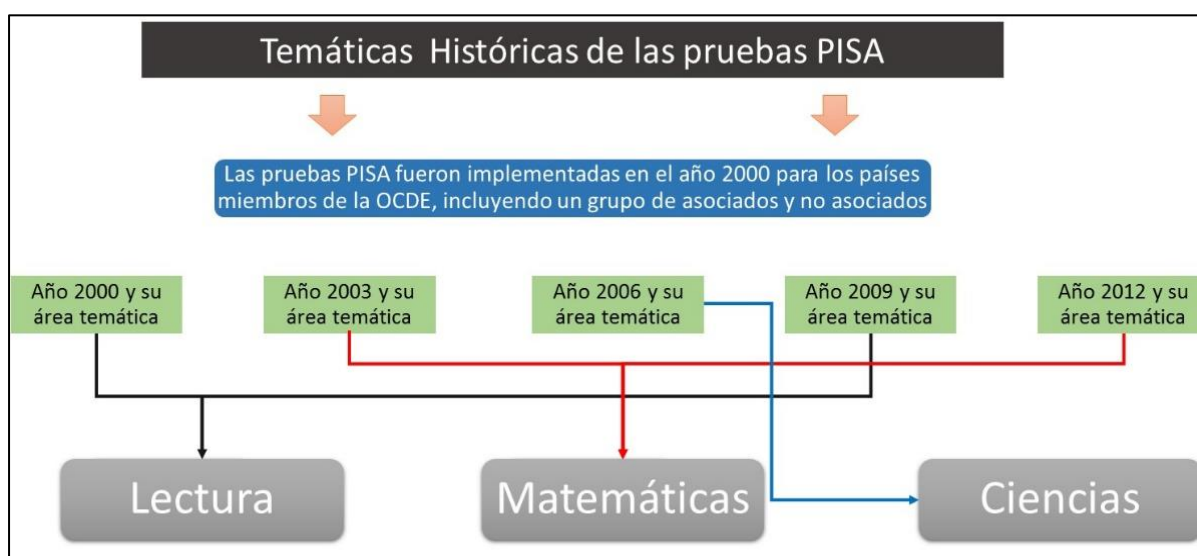 Temáticas Históricas de las pruebas PISA
Las pruebas PISA fueron implementadas en el año 2000 para los países
miembros de la OCDE, incluyendo un grupo de asociados y no asociados
Año 2000 y su
área temática
Año 2003 y su
área temática
Año 2006 y su
área temática
Año 2009 y su
área temática
Año 2012 y su
área temática
Lectura
Matemáticas
Ciencias